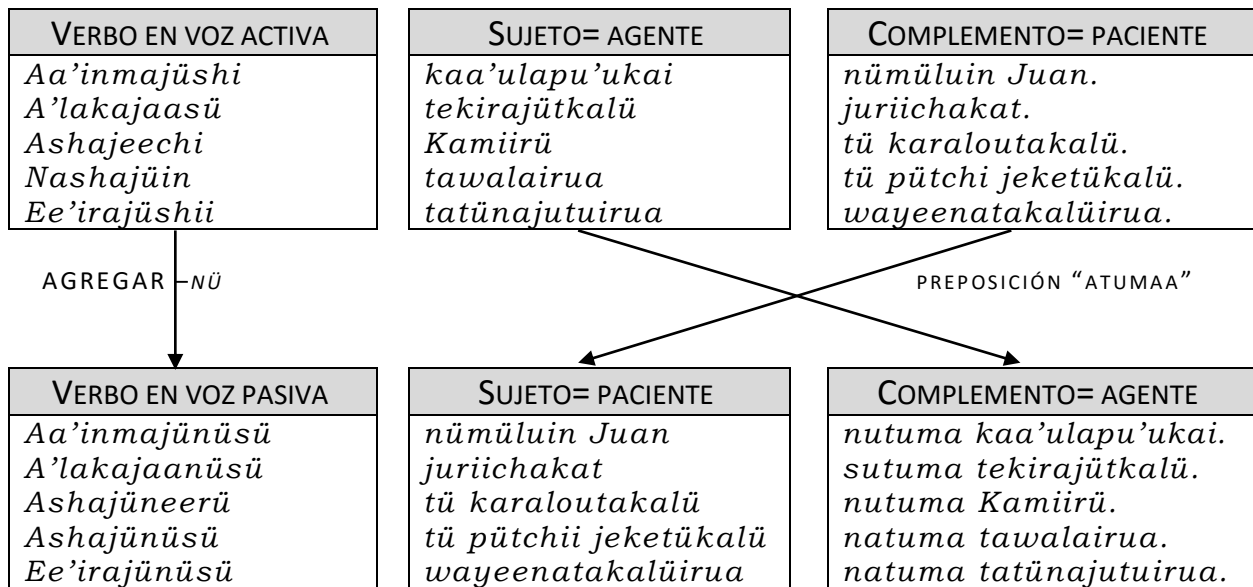 VERBO EN VOZ ACTIVA
Aa'inmajüshi
A'lakajaasü
Ashajeechi
Nashajüin
Ee'irajüshii
SUJETO= AGENTE
kaa'ulapu'ukai
tekirajütkalü
Kamiirü
tawalairua
tatünajutuirua
COMPLEMENTO= PACIENTE
nümüluin Juan.
juriichakat.
tü karaloutakalü.
tü pütchi jeketükalü.
wayeenatakalüirua.
AGREGAR –NÜ
PREPOSICIÓN “ATUMAA”
VERBO EN VOZ PASIVA
Aa'inmajünüsü
A'lakajaanüsü
Ashajüneerü
Ashajünüsü
Ee'irajünüsü
SUJETO= PACIENTE
nümüluin Juan
juriichakat
tü karaloutakalü
tü pütchii jeketükalü
wayeenatakalüirua
COMPLEMENTO= AGENTE
nutuma kaa'ulapu'ukai.
sutuma tekirajütkalü.
nutuma Kamiirü.
natuma tawalairua.
natuma tatünajutuirua.